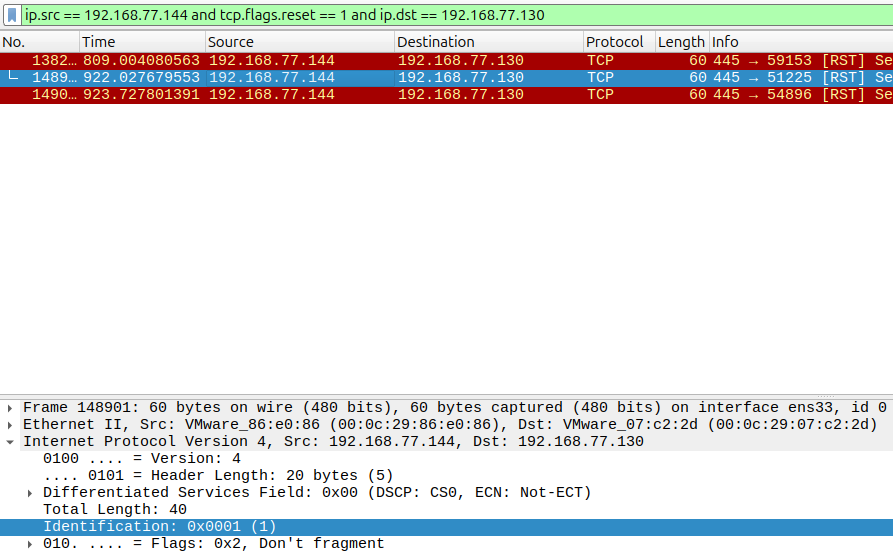 ip.src == 192.168.77.144 and tcp.flags.reset == 1 and ip.dst == 192.168.77.130
No. Time Source Destination Protocol Length Info
1382… 809.004080563 192.168.77.144 192.168.77.130 TCP 60 445 → 59153 [RST] Se
1489… 922.027679553 192.168.77.144 192.168.77.130 TCP 60 445 → 51225 [RST] Se
1490… 923.727801391 192.168.77.144 192.168.77.130 TCP 60 445 → 54896 [RST] Se
Frame 148901: 60 bytes on wire (480 bits), 60 bytes captured (480 bits) on interface ens33, id 0
Ethernet II, Src: VMware_86:e0:86 (00:0c:29:86:e0:86), Dst: VMware_07:c2:2d (00:0c:29:07:c2:2d)
Internet Protocol Version 4, Src: 192.168.77.144, Dst: 192.168.77.130
0100 .... = Version: 4
.... 0101 = Header Length: 20 bytes (5)
Differentiated Services Field: 0x00 (DSCP: CS0, ECN: Not-ECT)
Total Length: 40
Identification: 0x0001 (1)
010. .... = Flags: 0x2, Don't fragment